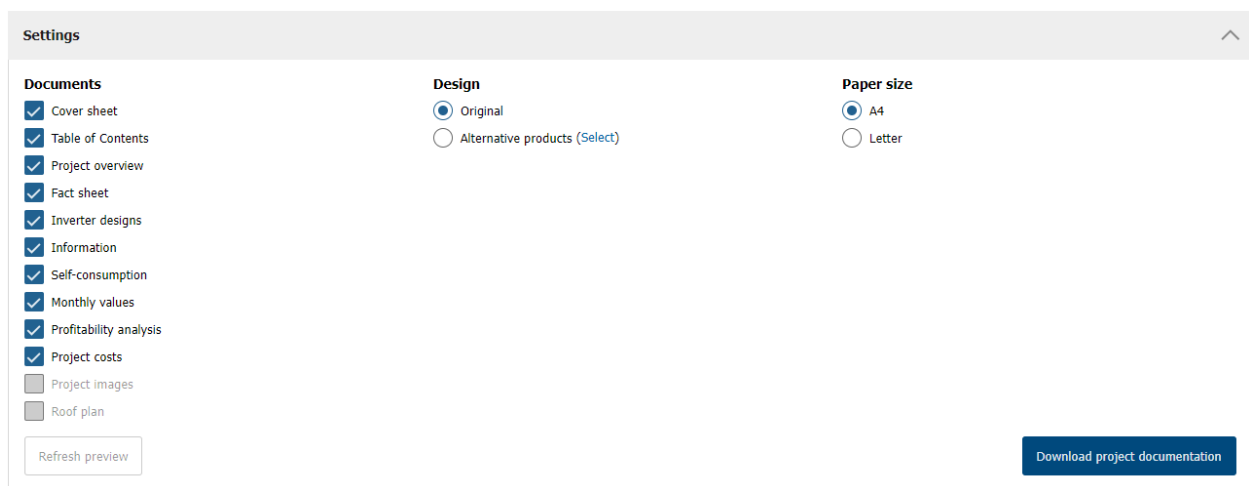 Settings
Documents
Cover sheet
Table of Contents
Project overview
Fact sheet
Inverter designs
Information
Self-consumption
Monthly values
Profitability analysis
Project costs
Project images
Roof plan
Refresh preview
Design
Original
Alternative products (Select)
Paper size
A4
Letter
Download project documentation